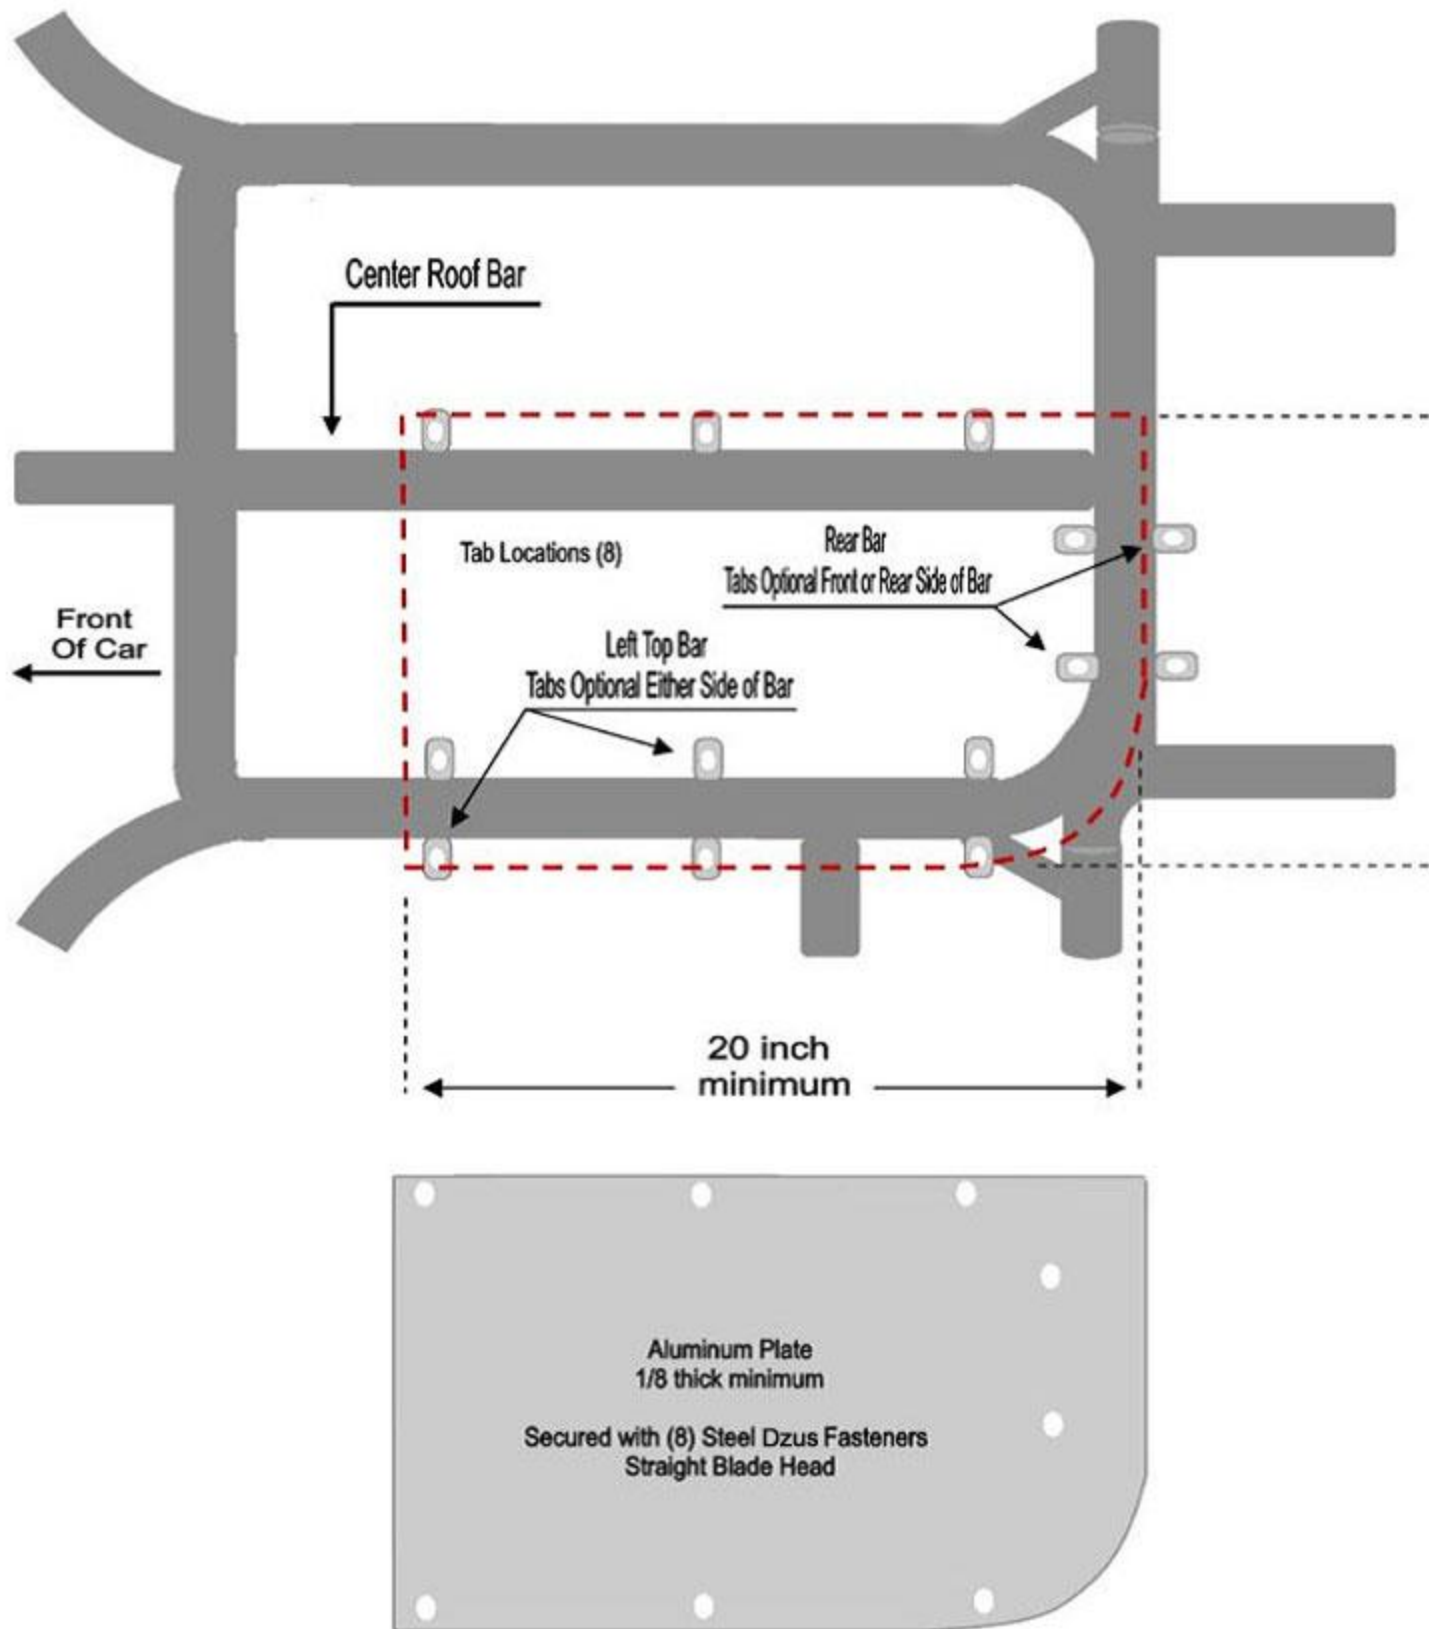 Center Roof Bar
Tab Locations (8)
Rear Bar
Tabs Optional Front or Rear Side of Bar
Front
Of Car
Left Top Bar
Tabs Optional Either Side of Bar
20 inch
minimum
Aluminum Plate
1/8 thick minimum
Secured with (8) Steel Dzus Fasteners
Straight Blade Head